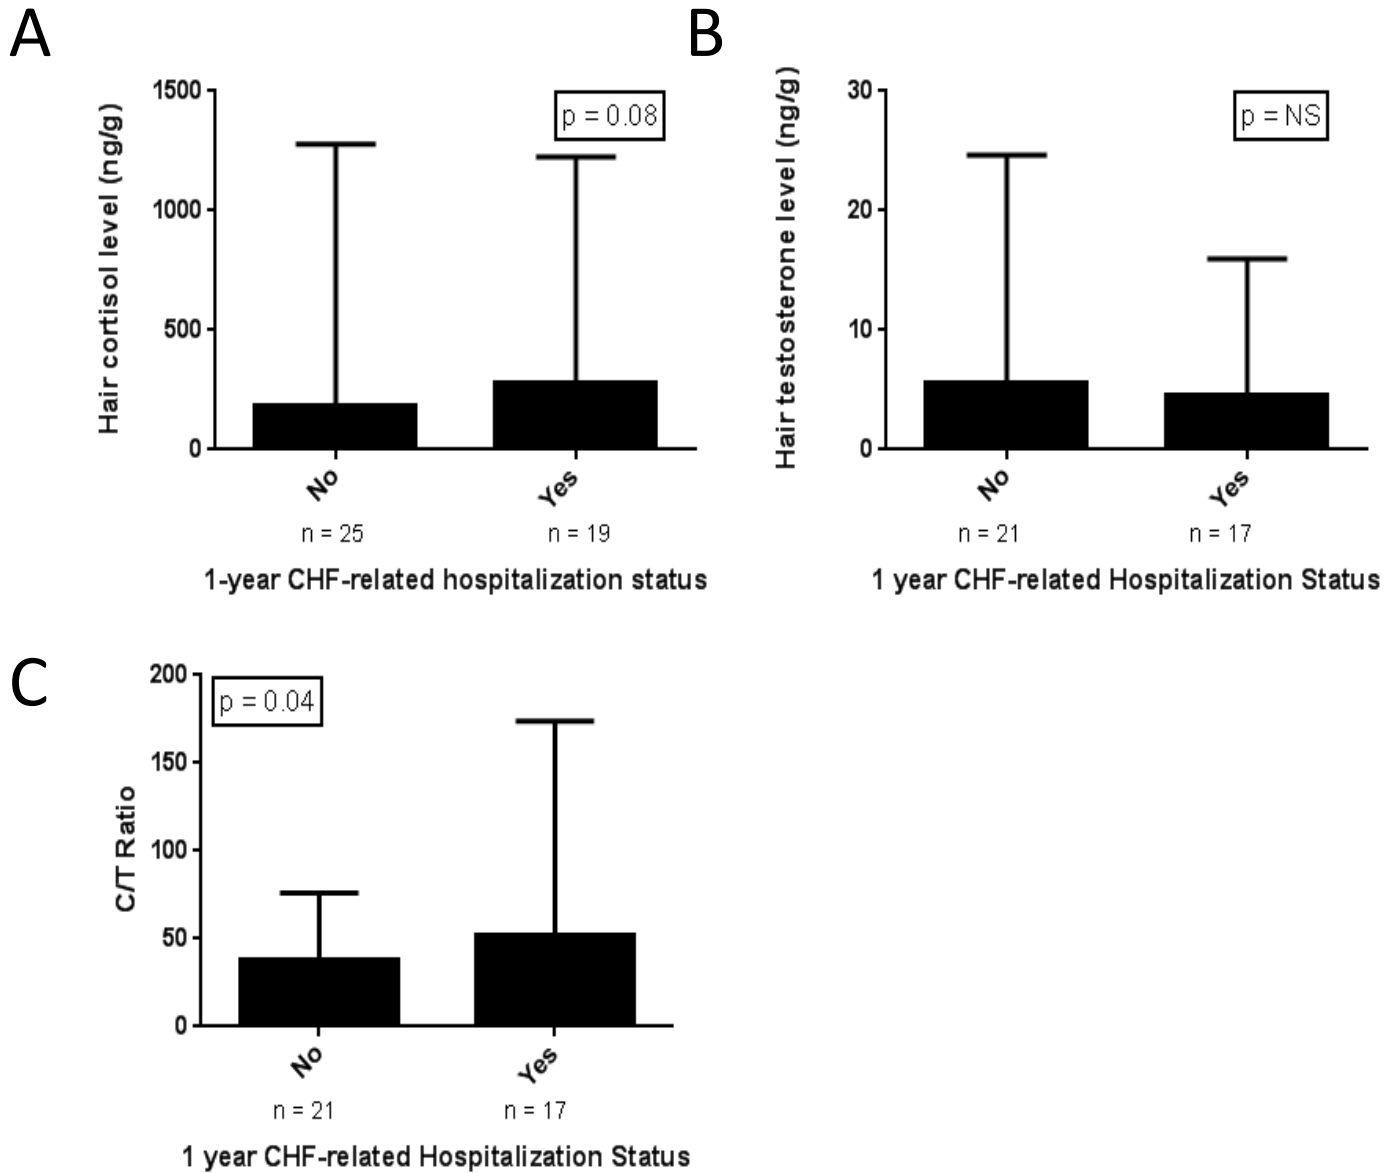 A
Hair cortisol level (ng/g)
1500
1000
500
0
p = 0.08
No
Yes
n = 25
n = 19
1-year CHF-related hospitalization status
B
Hair testosterone level (ng/g)
30
20
10
0
p = NS
No
Yes
n = 21
n = 17
1 year CHF-related Hospitalization Status
C
C/T Ratio
200
150
100
50
0
p = 0.04
No
Yes
n = 21
n = 17
1 year CHF-related Hospitalization Status